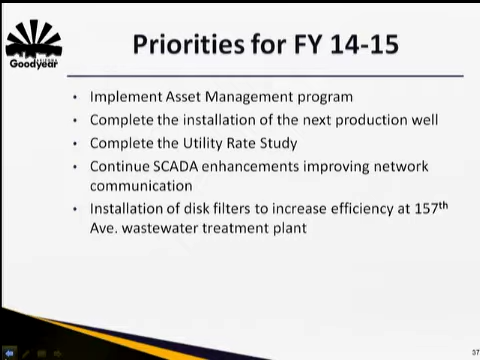 Priorities for FY 14-15
ARIZONA
Goodyear
• Implement Asset Management program
• Complete the installation of the next production well
• Complete the Utility Rate Study
• Continue SCADA enhancements improving network
communication
• Installation of disk filters to increase efficiency at 157th
Ave. wastewater treatment plant
37